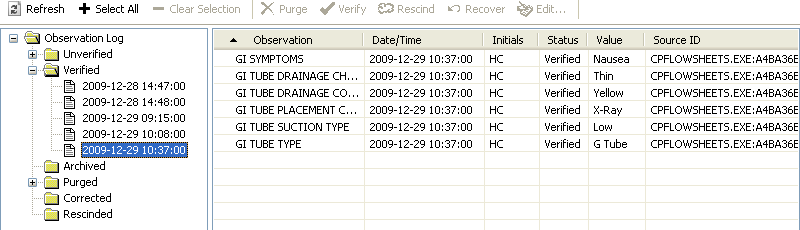 Refresh Select All Clear Selection Purge Verify Rescind Recover Edit...
Observation Log
Unverified
Verified
2009-12-28 14:47:00
2009-12-28 14:48:00
2009-12-29 09:15:00
2009-12-29 10:08:00
2009-12-29 10:37:00
Archived
Purged
Corrected
Rescinded
Observation Date/Time Initials Status Value Source ID
GI SYMPTOMS 2009-12-29 10:37:00 HC Verified Nausea CPFLOWSHEETS.EXE:A4BA36E
GI TUBE DRAINAGE CH... 2009-12-29 10:37:00 HC Verified Thin CPFLOWSHEETS.EXE:A4BA36E
GI TUBE DRAINAGE CO... 2009-12-29 10:37:00 HC Verified Yellow CPFLOWSHEETS.EXE:A4BA36E
GI TUBE PLACEMENT C... 2009-12-29 10:37:00 HC Verified X-Ray CPFLOWSHEETS.EXE:A4BA36E
GI TUBE SUCTION TYPE 2009-12-29 10:37:00 HC Verified Low CPFLOWSHEETS.EXE:A4BA36E
GI TUBE TYPE 2009-12-29 10:37:00 HC Verified G Tube CPFLOWSHEETS.EXE:A4BA36E